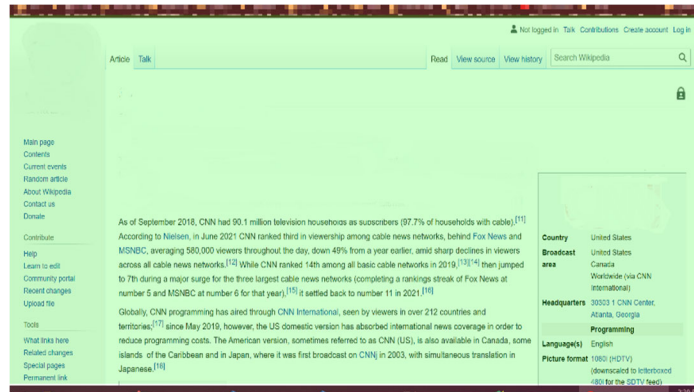 Not logged in Talk Contributions Create account Log in
Article Talk Read View source View history Search Wikipedia
Main page
Contents
Current events
Random article
About Wikipedia
Contact us
Donate
Contribute
Help
Learn to edit
Community portal
Recent changes
Upload file
Tools
What links here
Related changes
Special pages
Permanent link
As of September 2018, CNN had 90.1 million television households as subscribers (97.7% of households with cable).[11]
According to Nielsen, in June 2021 CNN ranked third in viewership among cable news networks, behind Fox News and
MSNBC, averaging 580,000 viewers throughout the day, down 49% from a year earlier, amid sharp declines in viewers
across all cable news networks.[12] While CNN ranked 14th among all basic cable networks in 2019,[13][14] then jumped
to 7th during a major surge for the three largest cable news networks (completing a rankings streak of Fox News at
number 5 and MSNBC at number 6 for that year),[15] it settled back to number 11 in 2021.[16]
Globally, CNN programming has aired through CNN International, seen by viewers in over 212 countries and
territories;[17] since May 2019, however, the US domestic version has absorbed international news coverage in order to
reduce programming costs. The American version, sometimes referred to as CNN (US), is also available in Canada, some
islands of the Caribbean and in Japan, where it was first broadcast on CNNj in 2003, with simultaneous translation in
Japanese.[18]
Country United States
Broadcast area United States
Canada
Worldwide (via CNN
International)
Headquarters 30303 1 CNN Center,
Atlanta, Georgia
Programming
Language(s) English
Picture format 1080i (HDTV)
(downscaled to letterboxed
480i for the SDTV feed)